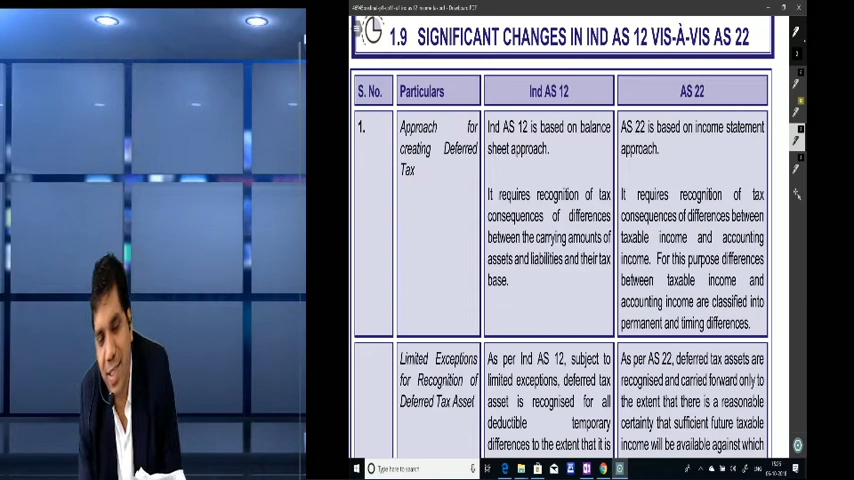 1.9 SIGNIFICANT CHANGES IN IND AS 12 VIS-À-VIS AS 22
S. No.
Particulars
Ind AS 12
AS 22
1.
Approach for
creating Deferred
Tax
Ind AS 12 is based on balance
sheet approach.
It requires recognition of tax
consequences of differences
between the carrying amounts of
assets and liabilities and their tax
base.
AS 22 is based on income statement
approach.
It requires recognition of tax
consequences of differences between
taxable income and accounting
income. For this purpose differences
between taxable income and
accounting income are classified into
permanent and timing differences.
Limited Exceptions
for Recognition of
Deferred Tax Asset
As per Ind AS 12, subject to
limited exceptions, deferred tax
asset is recognised for all
deductible temporary
differences to the extent that it is
As per AS 22, deferred tax assets are
recognised and carried forward only to
the extent that there is a reasonable
certainty that sufficient future taxable
income will be available against which
Type here to search
ENG